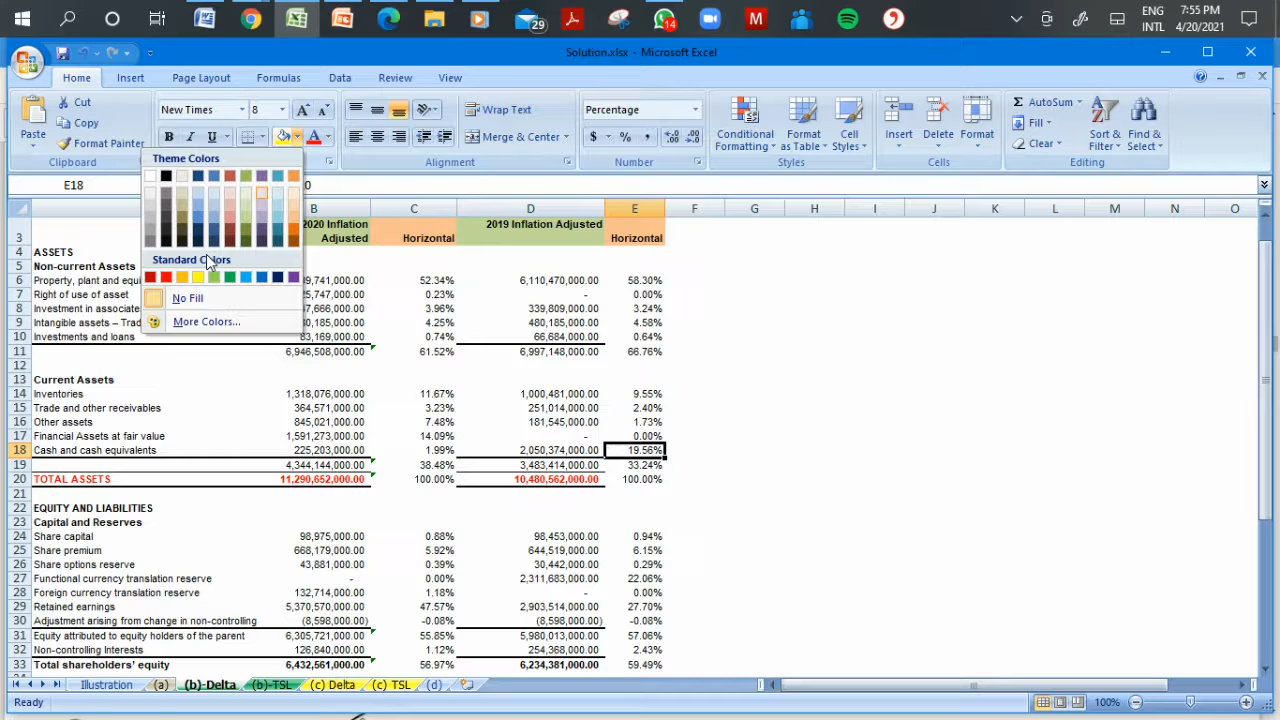 ENG
INTL
7:55 PM
4/20/2021
29
14
Solution.xlsx - Microsoft Excel
Home Insert Page Layout Formulas Data Review View
Paste Cut Copy Format Painter Clipboard
New Times 8
B I U
Wrap Text
Merge & Center
Alignment
Percentage
$ % ,
Number
Conditional Formatting
Format as Table
Cell Styles
Styles
Insert Delete Format
Cells
AutoSum
Fill
Clear
Sort & Filter
Find & Select
Editing
E18
0
Theme Colors
Standard Colors
No Fill
More Colors...
B C D E F G H I J K L M N O
3 2020 Inflation Adjusted Horizontal 2019 Inflation Adjusted Horizontal
4 ASSETS
5 Non-current Assets
6 Property, plant and equi 9,741,000.00 52.34% 6,110,470,000.00 58.30%
7 Right of use of asset 25,747,000.00 0.23% - 0.00%
8 Investment in associate 7,666,000.00 3.96% 339,809,000.00 3.24%
9 Intangible assets – Trad 0,185,000.00 4.25% 480,185,000.00 4.58%
10 Investments and loans 83,169,000.00 0.74% 66,684,000.00 0.64%
11 6,946,508,000.00 61.52% 6,997,148,000.00 66.76%
12
13 Current Assets
14 Inventories 1,318,076,000.00 11.67% 1,000,481,000.00 9.55%
15 Trade and other receivables 364,571,000.00 3.23% 251,014,000.00 2.40%
16 Other assets 845,021,000.00 7.48% 181,545,000.00 1.73%
17 Financial Assets at fair value 1,591,273,000.00 14.09% - 0.00%
18 Cash and cash equivalents 225,203,000.00 1.99% 2,050,374,000.00 19.56%
19 4,344,144,000.00 38.48% 3,483,414,000.00 33.24%
20 TOTAL ASSETS 11,290,652,000.00 100.00% 10,480,562,000.00 100.00%
21
22 EQUITY AND LIABILITIES
23 Capital and Reserves
24 Share capital 98,975,000.00 0.88% 98,453,000.00 0.94%
25 Share premium 668,179,000.00 5.92% 644,519,000.00 6.15%
26 Share options reserve 43,881,000.00 0.39% 30,442,000.00 0.29%
27 Functional currency translation reserve - 0.00% 2,311,683,000.00 22.06%
28 Foreign currency translation reserve 132,714,000.00 1.18% - 0.00%
29 Retained earnings 5,370,570,000.00 47.57% 2,903,514,000.00 27.70%
30 Adjustment arising from change in non-controlling (8,598,000.00) -0.08% (8,598,000.00) -0.08%
31 Equity attributed to equity holders of the parent 6,305,721,000.00 55.85% 5,980,013,000.00 57.06%
32 Non-controlling Interests 126,840,000.00 1.12% 254,368,000.00 2.43%
33 Total shareholders' equity 6,432,561,000.00 56.97% 6,234,381,000.00 59.49%
Illustration (a) (b)-Delta (b)-TSL (c) Delta (c) TSL (d)
Ready 100%